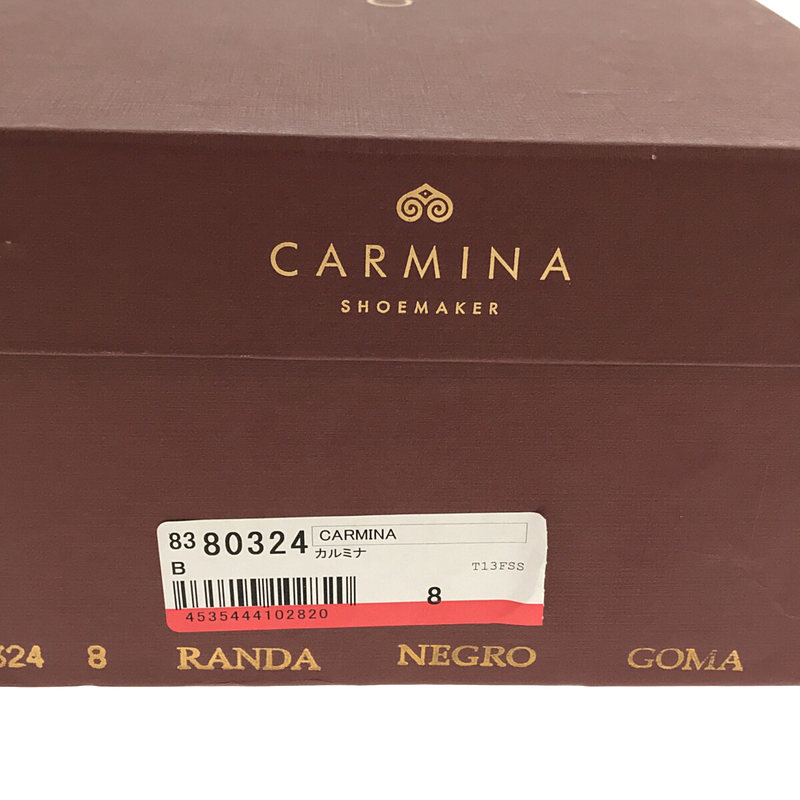 CARMINA
SHOEMAKER
83 80324 CARMINA
カルミナ
B
T13FSS
8
4535444102820
324 8 RANDA NEGRO GOMA